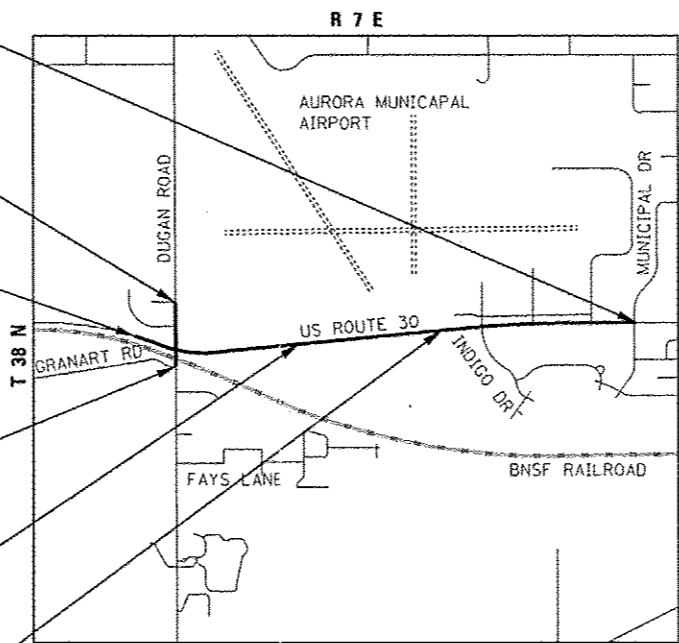 R 7 E
AURORA MUNICAPAL
AIRPORT
DUGAN ROAD
MUNICIPAL DR
T 38 N
US ROUTE 30
GRANART RD
INDIGO DR
FAYS LANE
BNSF RAILROAD